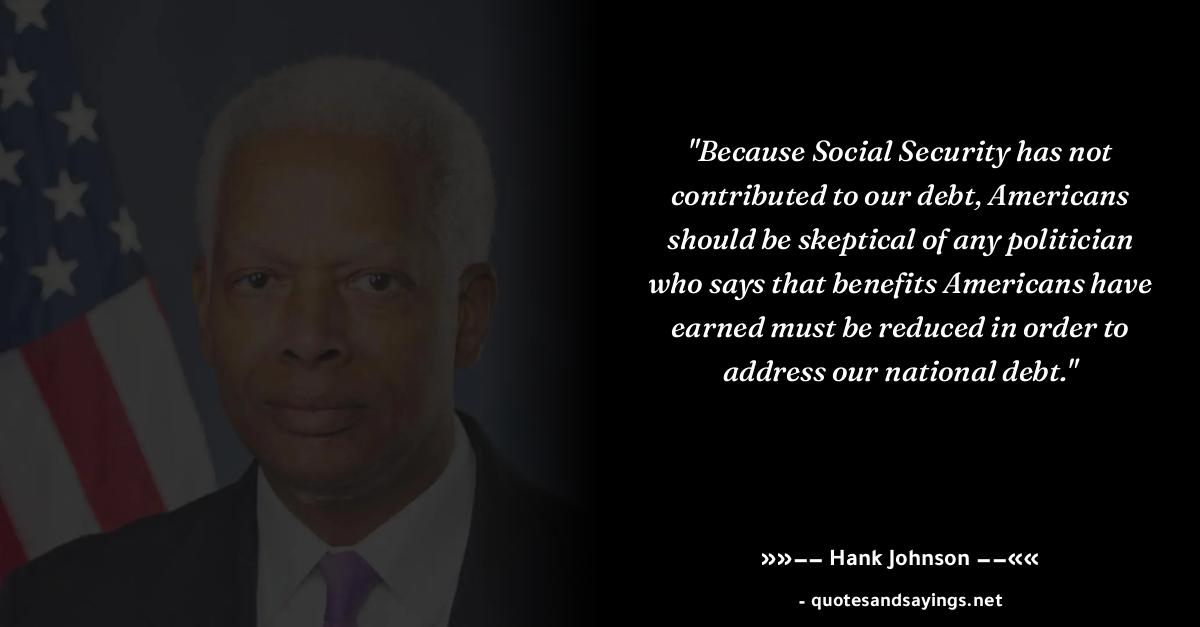 "Because Social Security has not
contributed to our debt, Americans
should be skeptical of any politician
who says that benefits Americans have
earned must be reduced in order to
address our national debt."
»»−− Hank Johnson −−««
- quotesandsayings.net